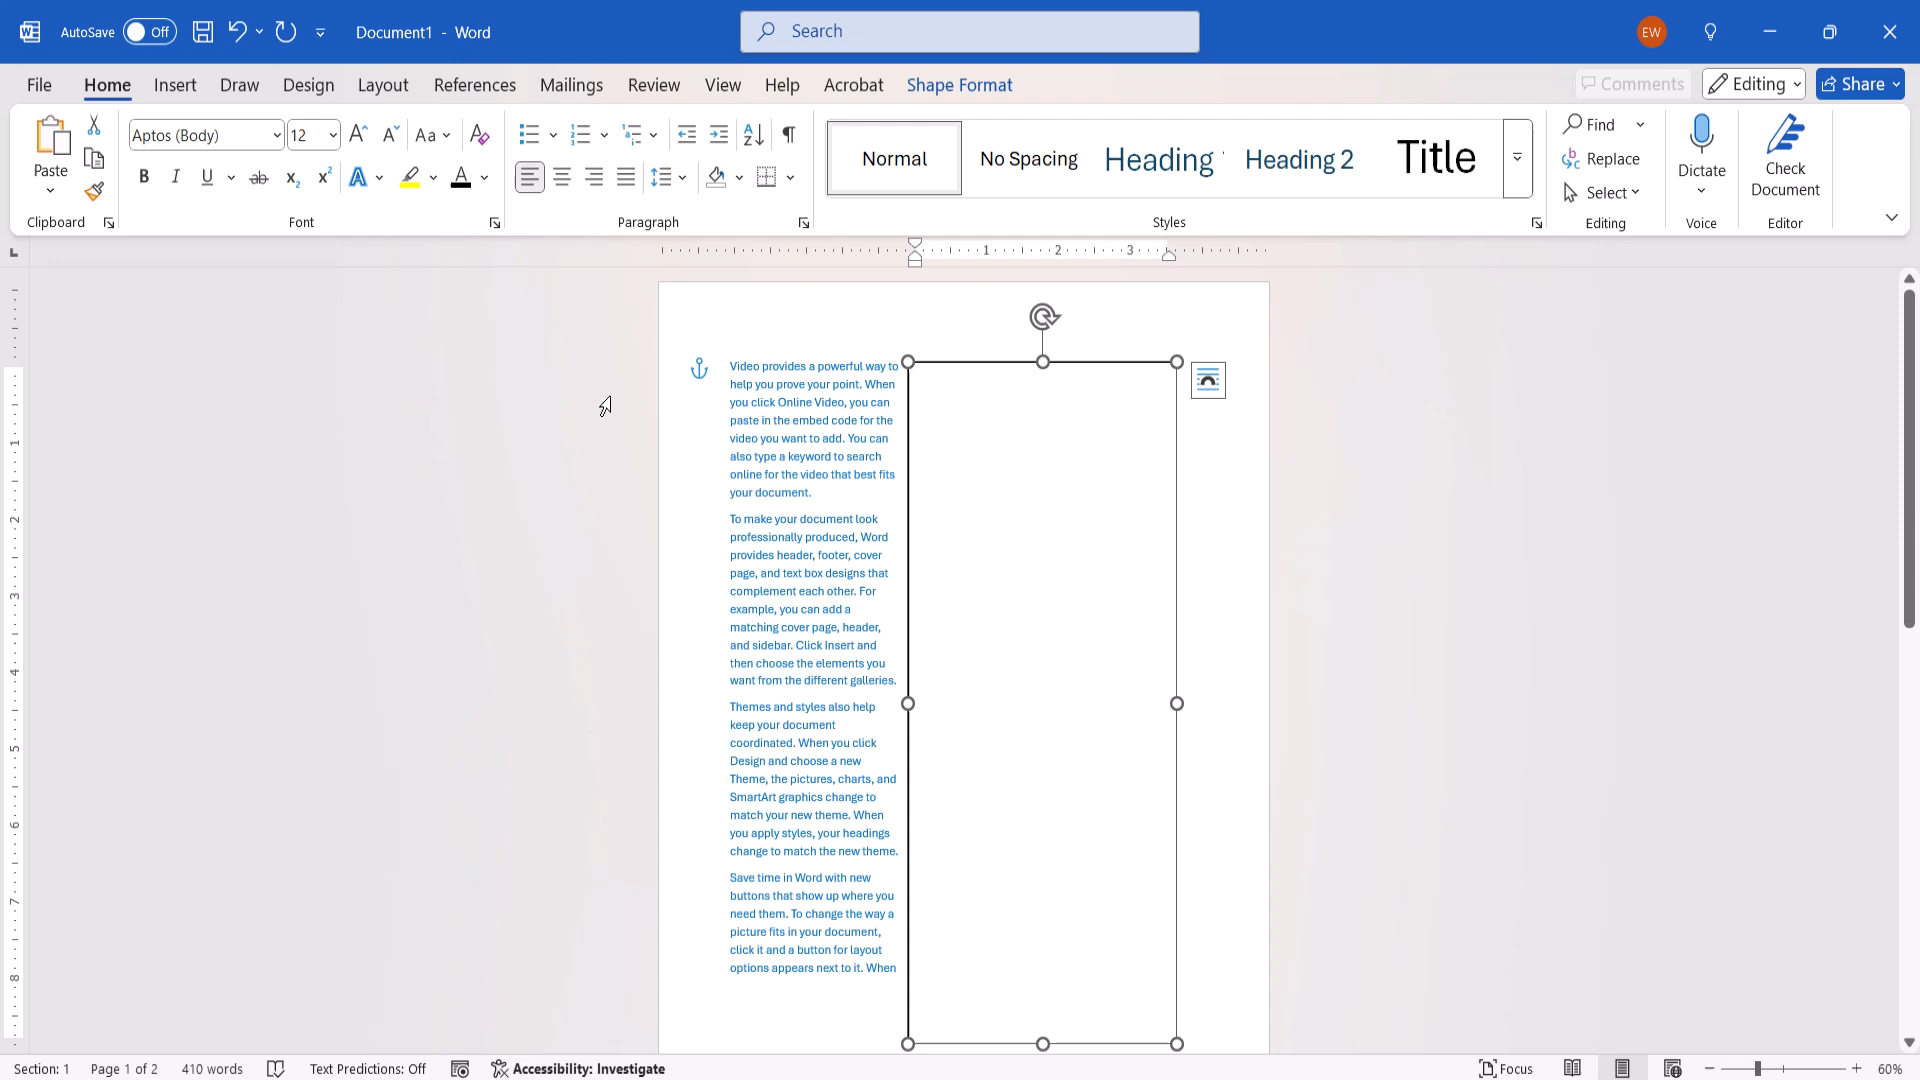 AutoSave Off Document1 - Word Search EW
File Home Insert Draw Design Layout References Mailings Review View Help Acrobat Shape Format Comments Editing Share
Paste Aptos (Body) 12 Aa Normal No Spacing Heading Heading 2 Title Find Replace Select Dictate Check Document
Clipboard Font Paragraph Styles Editing Voice Editor
1 2 3
Video provides a powerful way to
help you prove your point. When
you click Online Video, you can
paste in the embed code for the
video you want to add. You can
also type a keyword to search
online for the video that best fits
your document.
To make your document look
professionally produced, Word
provides header, footer, cover
page, and text box designs that
complement each other. For
example, you can add a
matching cover page, header,
and sidebar. Click Insert and
then choose the elements you
want from the different galleries.
Themes and styles also help
keep your document
coordinated. When you click
Design and choose a new
Theme, the pictures, charts, and
SmartArt graphics change to
match your new theme. When
you apply styles, your headings
change to match the new theme.
Save time in Word with new
buttons that show up where you
need them. To change the way a
picture fits in your document,
click it and a button for layout
options appears next to it. When
1
2
3
4
5
6
7
8
Section: 1 Page 1 of 2 410 words Text Predictions: Off Accessibility: Investigate Focus 60%